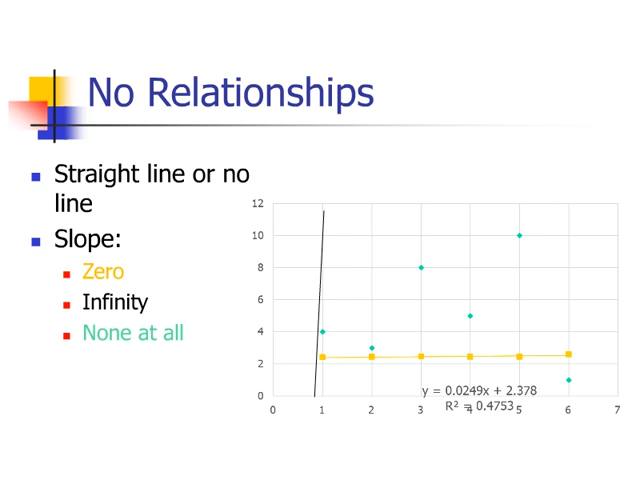 No Relationships
Straight line or no
line
Slope:
Zero
Infinity
None at all
12
10
8
6
4
2
0
y = 0.0249x + 2.378
R² = 0.4753
0 1 2 3 4 5 6 7